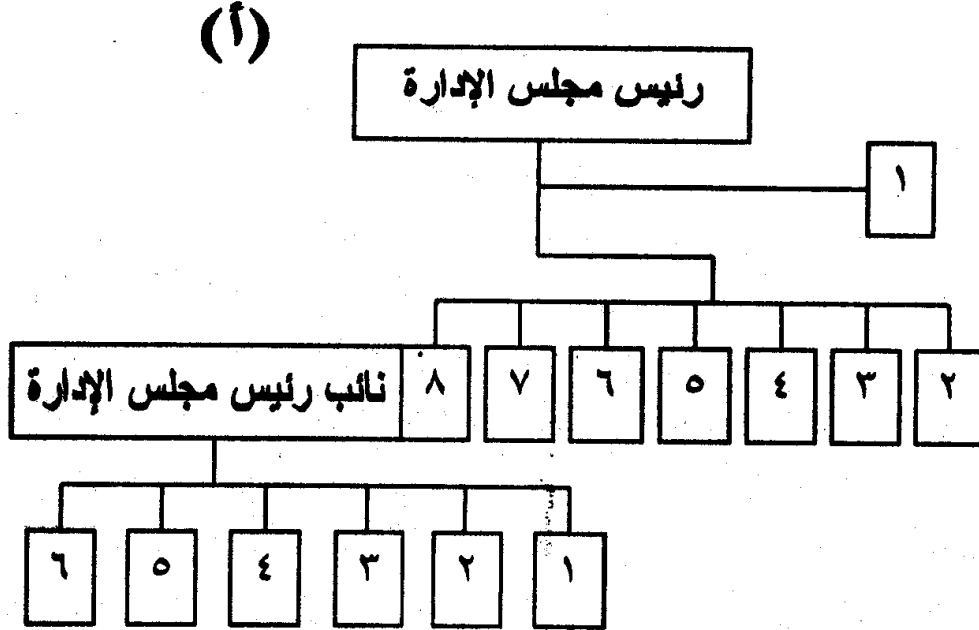 (أ)
رئيس مجلس الإدارة
١
٢ ٣ ٤ ٥ ٦ ٧ ٨ نائب رئيس مجلس الإدارة
١ ٢ ٣ ٤ ٥ ٦